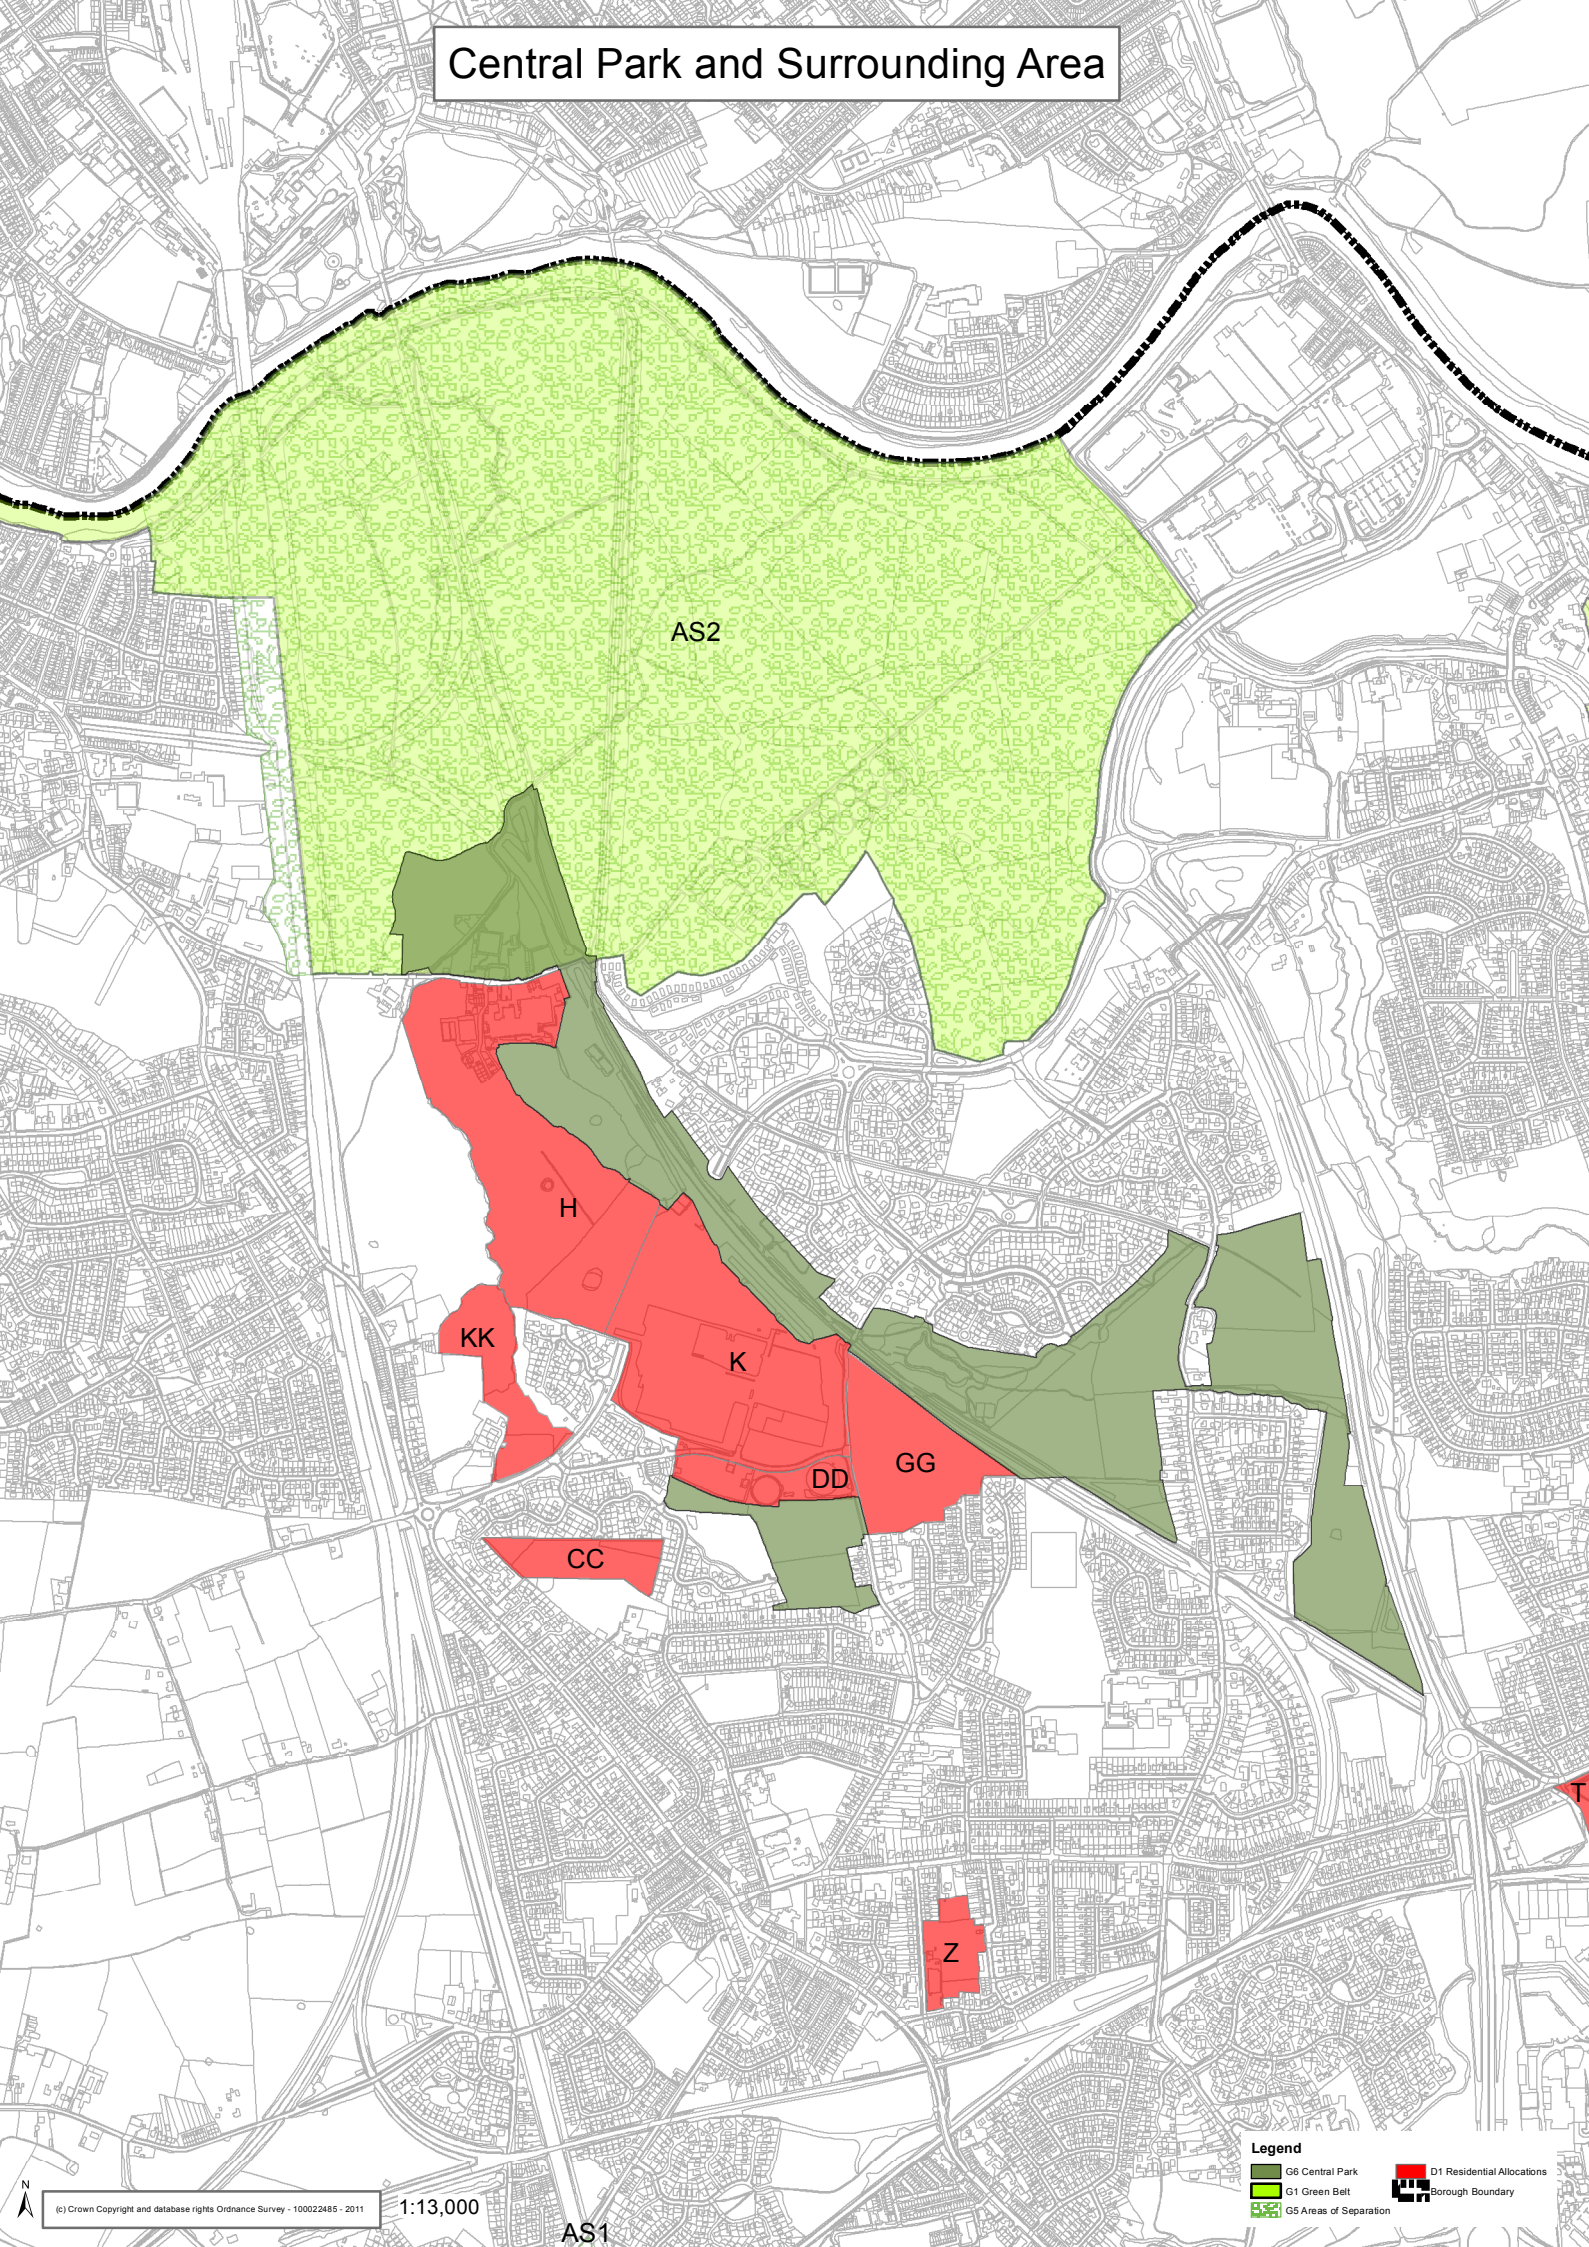 Central Park and Surrounding Area
AS2
H
KK
K
GG
DD
CC
T
Z
Legend
G6 Central Park
D1 Residential Allocations
G1 Green Belt
Borough Boundary
G5 Areas of Separation
N
(c) Crown Copyright and database rights Ordnance Survey - 100022485 - 2011
1:13,000
AS1